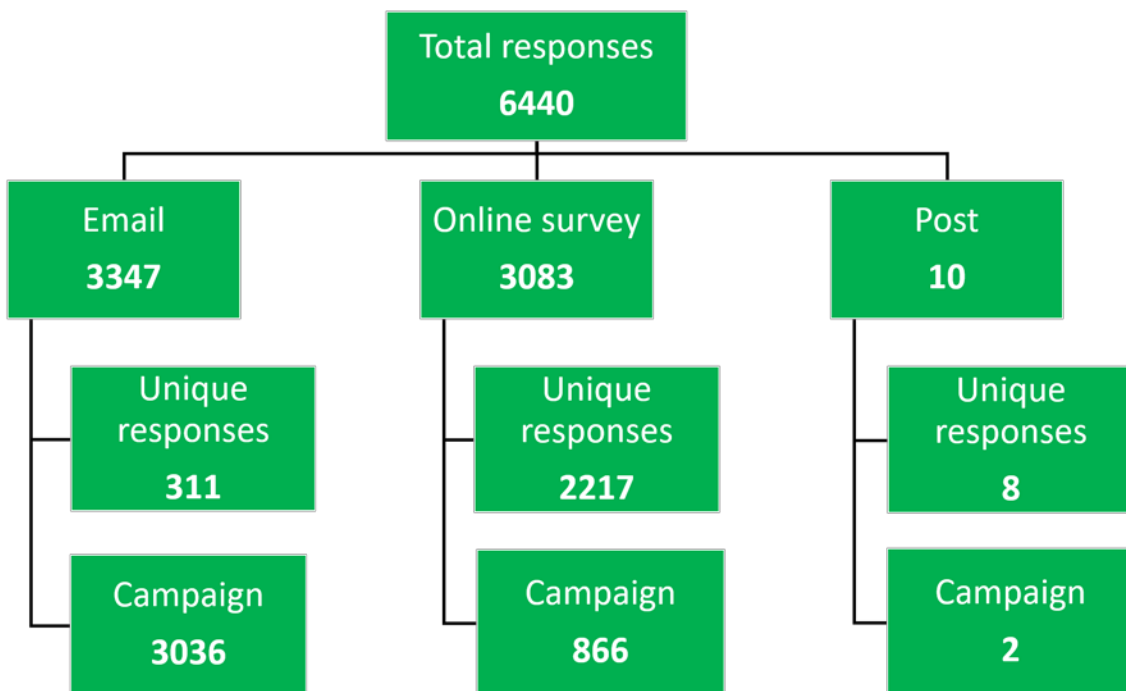 Total responses
6440
Email
3347
Online survey
3083
Post
10
Unique
responses
311
Unique
responses
2217
Unique
responses
8
Campaign
3036
Campaign
866
Campaign
2